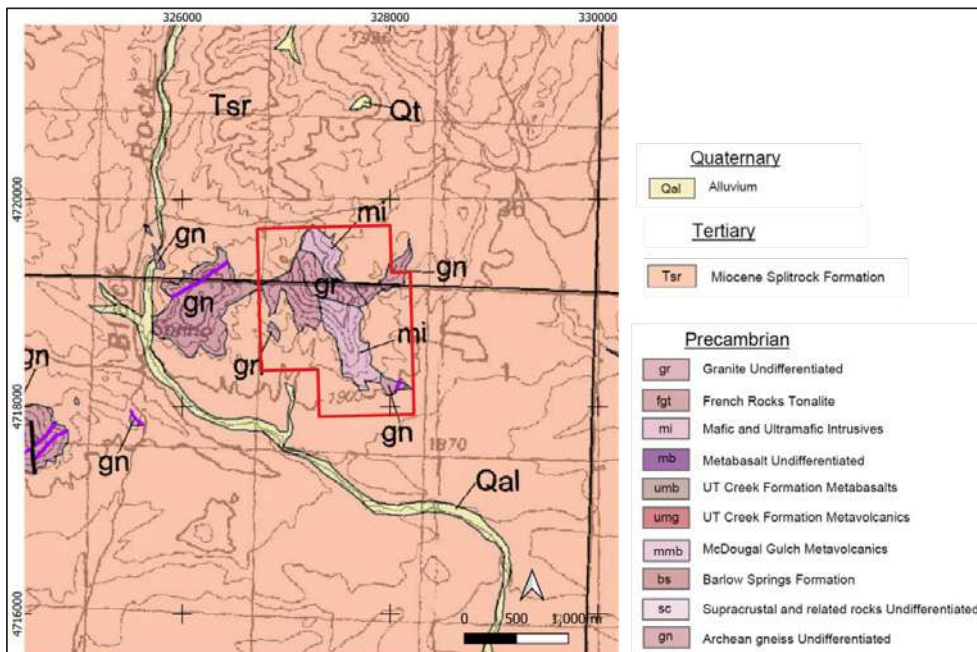 326000
328000
330000
4720000
4718000
4716000
Tsr
Qt
mi
gn
gn
gn
gr
mi
gr
gn
gn
gn
Qal
1870
1
0
500
1,000 m
Quaternary
Qal Alluvium
Tertiary
Tsr Miocene Splitrock Formation
Precambrian
gr Granite Undifferentiated
fgt French Rocks Tonalite
mi Mafic and Ultramafic Intrusives
mb Metabasalt Undifferentiated
umb UT Creek Formation Metabasalts
umg UT Creek Formation Metavolcanics
mmb McDougal Gulch Metavolcanics
bs Barlow Springs Formation
sc Supracrustal and related rocks Undifferentiated
gn Archean gneiss Undifferentiated